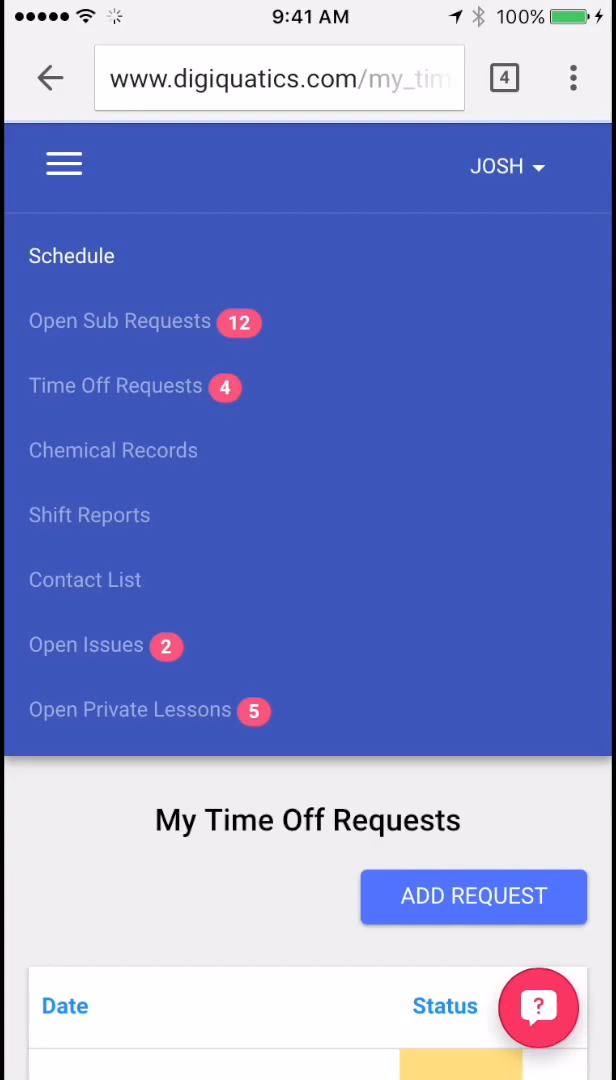 9:41 AM 100%
www.digiquatics.com/my_tim
4
JOSH
Schedule
Open Sub Requests 12
Time Off Requests 4
Chemical Records
Shift Reports
Contact List
Open Issues 2
Open Private Lessons 5
My Time Off Requests
ADD REQUEST
Date Status ?